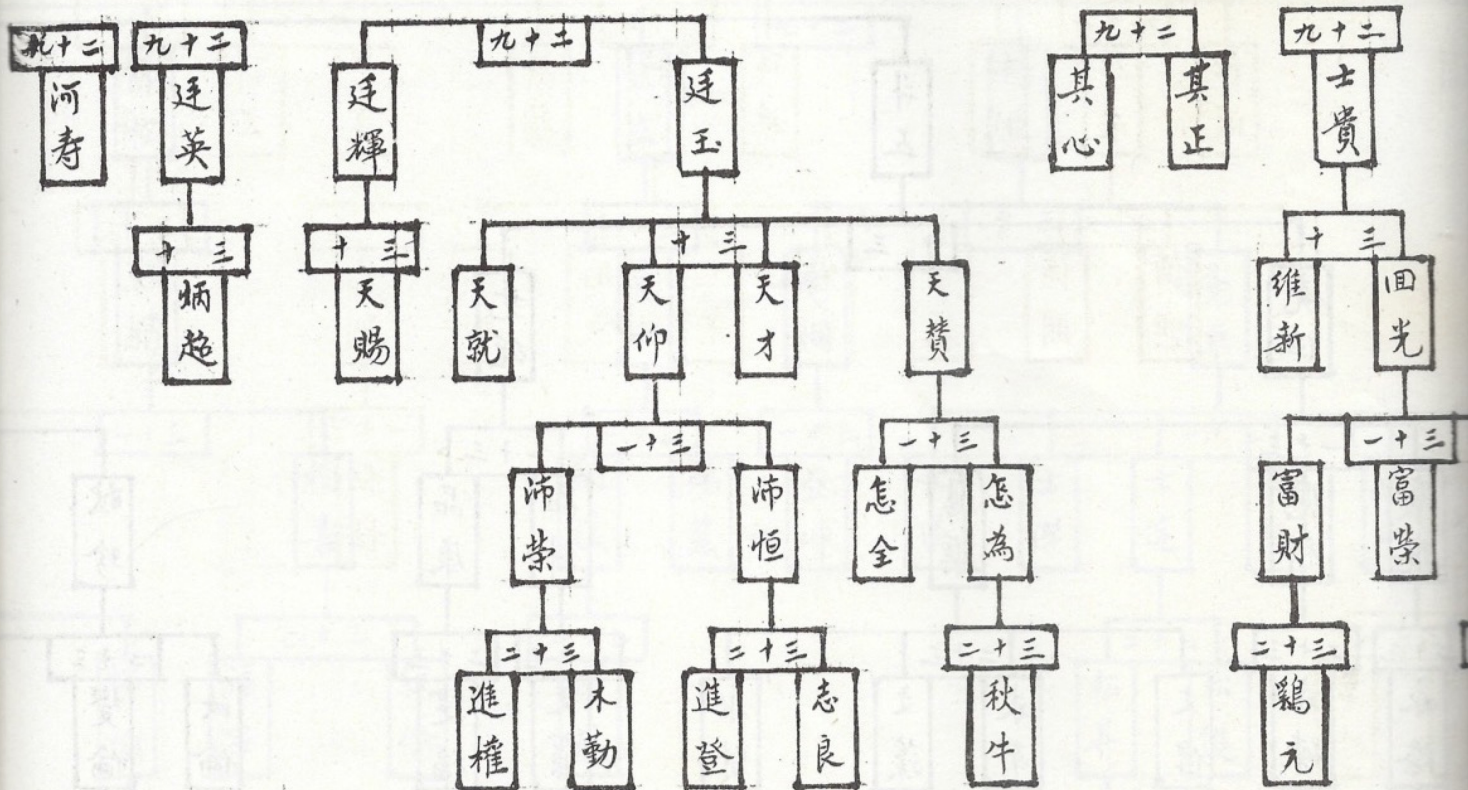 二十九
二十九
二十九
二十九
二十九
士貴
其正
其心
廷玉
廷輝
廷英
河寿
三十
三十
三十
三十
回光
維新
天賛
天才
天仰
天就
天賜
炳超
三十一
三十一
三十一
富榮
富財
怎為
怎全
沛恒
沛荣
三十二
三十二
三十二
三十二
鷄元
秋牛
志良
進登
木勤
進權